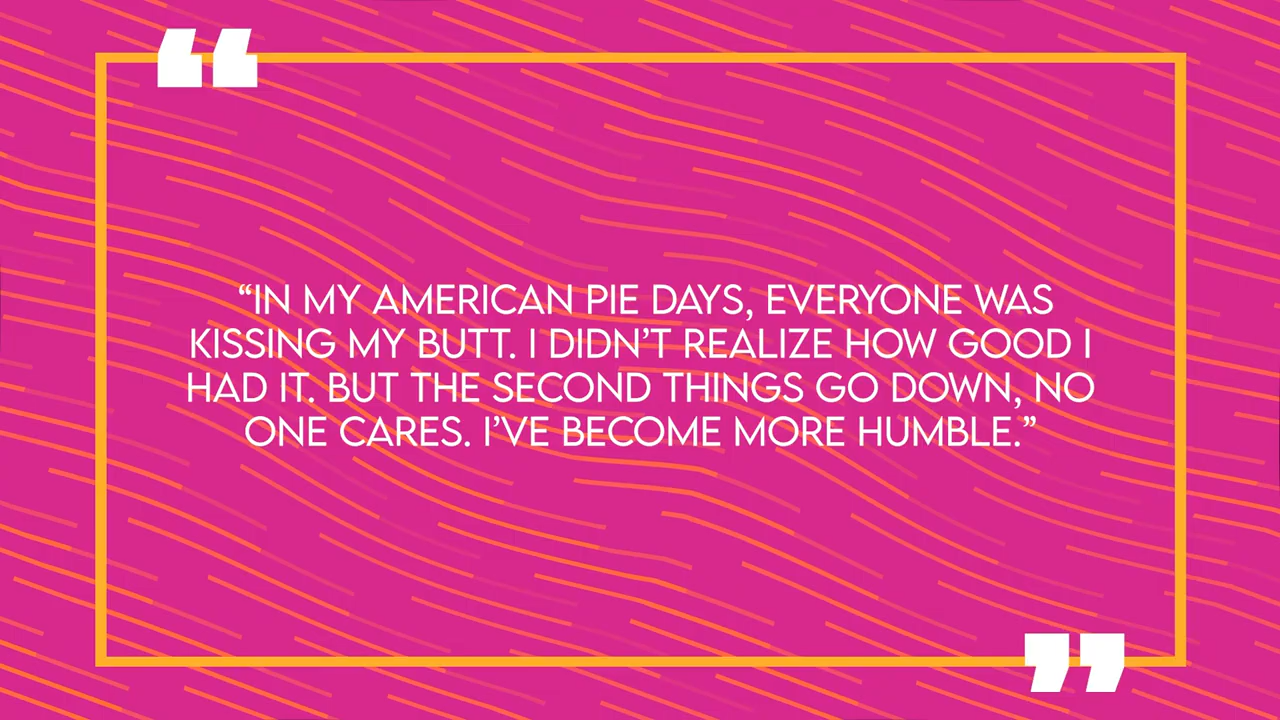 “IN MY AMERICAN PIE DAYS, EVERYONE WAS
KISSING MY BUTT. I DIDN’T REALIZE HOW GOOD I
HAD IT. BUT THE SECOND THINGS GO DOWN, NO
ONE CARES. I’VE BECOME MORE HUMBLE.”